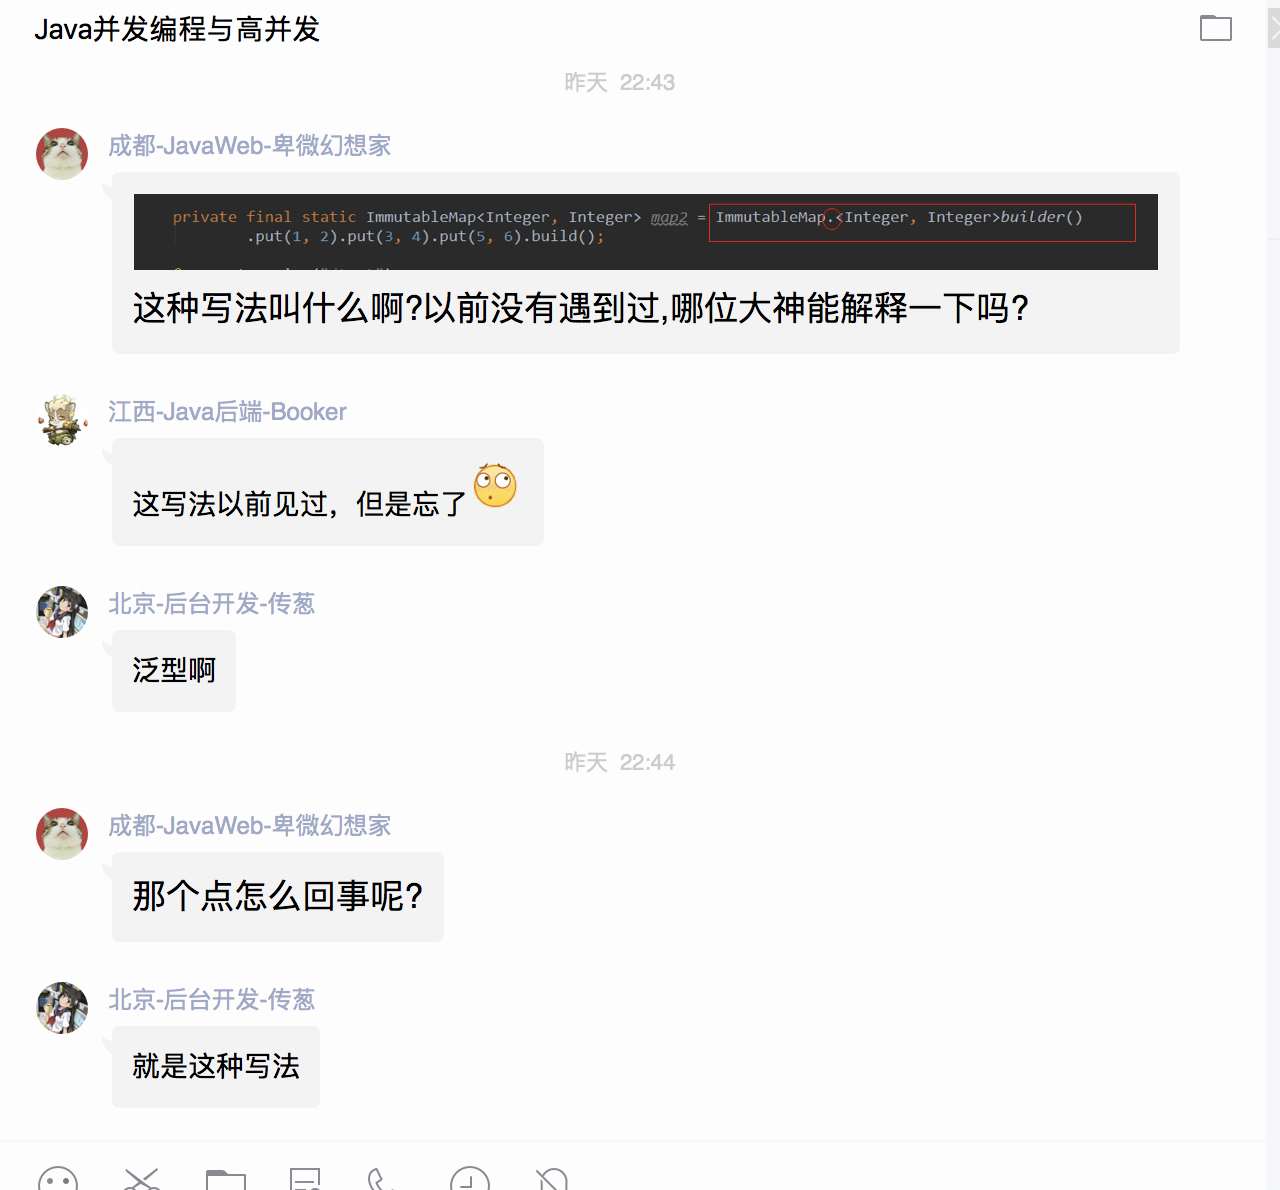 Java并发编程与高并发
昨天 22:43
成都-JavaWeb-卑微幻想家
private final static ImmutableMap<Integer, Integer> map2 = ImmutableMap.<Integer, Integer>builder()
.put(1, 2).put(3, 4).put(5, 6).build();
这种写法叫什么啊?以前没有遇到过,哪位大神能解释一下吗?
江西-Java后端-Booker
这写法以前见过，但是忘了
北京-后台开发-传葱
泛型啊
昨天 22:44
成都-JavaWeb-卑微幻想家
那个点怎么回事呢?
北京-后台开发-传葱
就是这种写法